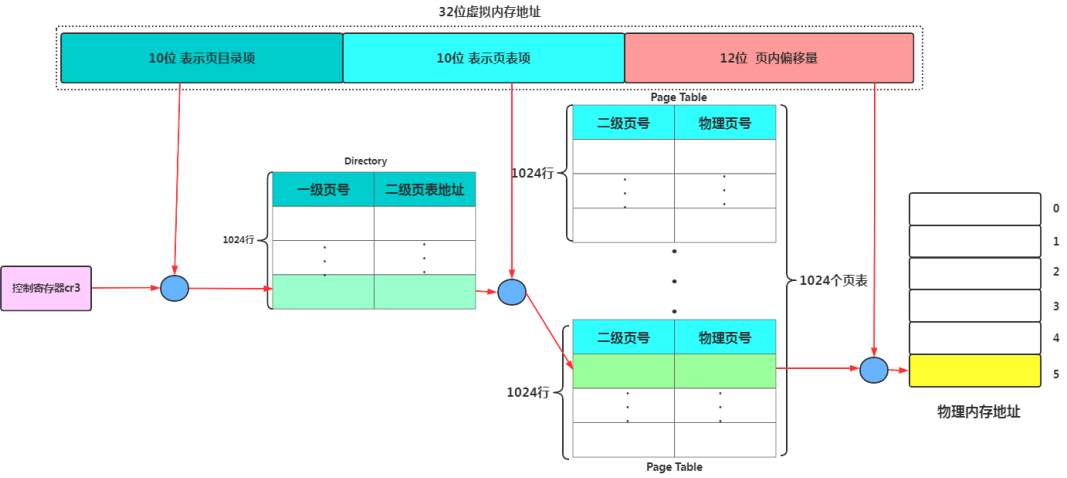 32位虚拟内存地址
10位 表示页目录项
10位 表示页表项
12位 页内偏移量
Page Table
二级页号 物理页号
1024行
Directory
一级页号 二级页表地址
1024行
控制寄存器cr3
1024个页表
二级页号 物理页号
1024行
Page Table
0
1
2
3
4
5
物理内存地址